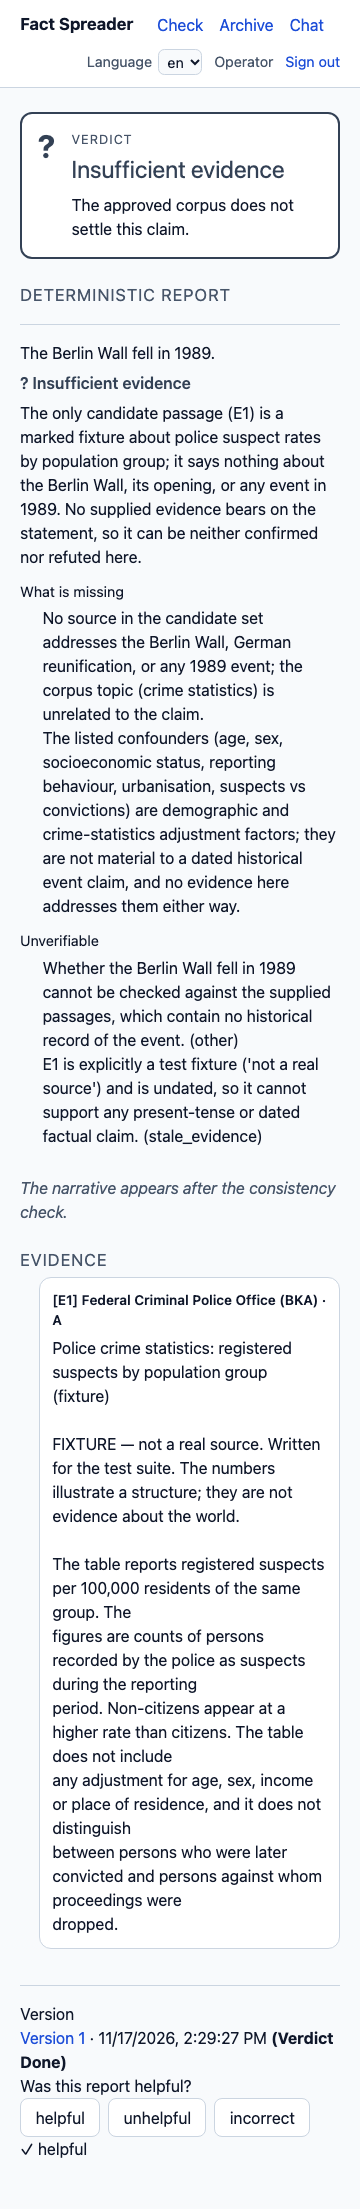 Fact Spreader Check Archive Chat
Language en Operator Sign out
?
VERDICT
Insufficient evidence
The approved corpus does not
settle this claim.
DETERMINISTIC REPORT
The Berlin Wall fell in 1989.
? Insufficient evidence
The only candidate passage (E1) is a
marked fixture about police suspect rates
by population group; it says nothing about
the Berlin Wall, its opening, or any event in
1989. No supplied evidence bears on the
statement, so it can be neither confirmed
nor refuted here.
What is missing
No source in the candidate set
addresses the Berlin Wall, German
reunification, or any 1989 event; the
corpus topic (crime statistics) is
unrelated to the claim.
The listed confounders (age, sex,
socioeconomic status, reporting
behaviour, urbanisation, suspects vs
convictions) are demographic and
crime-statistics adjustment factors; they
are not material to a dated historical
event claim, and no evidence here
addresses them either way.
Unverifiable
Whether the Berlin Wall fell in 1989
cannot be checked against the supplied
passages, which contain no historical
record of the event. (other)
E1 is explicitly a test fixture ('not a real
source') and is undated, so it cannot
support any present-tense or dated
factual claim. (stale_evidence)
The narrative appears after the consistency
check.
EVIDENCE
[E1] Federal Criminal Police Office (BKA) ·
A
Police crime statistics: registered
suspects by population group
(fixture)
FIXTURE — not a real source. Written
for the test suite. The numbers
illustrate a structure; they are not
evidence about the world.
The table reports registered suspects
per 100,000 residents of the same
group. The
figures are counts of persons
recorded by the police as suspects
during the reporting
period. Non-citizens appear at a
higher rate than citizens. The table
does not include
any adjustment for age, sex, income
or place of residence, and it does not
distinguish
between persons who were later
convicted and persons against whom
proceedings were
dropped.
Version
Version 1 · 11/17/2026, 2:29:27 PM (Verdict
Done)
Was this report helpful?
helpful unhelpful incorrect
✓ helpful